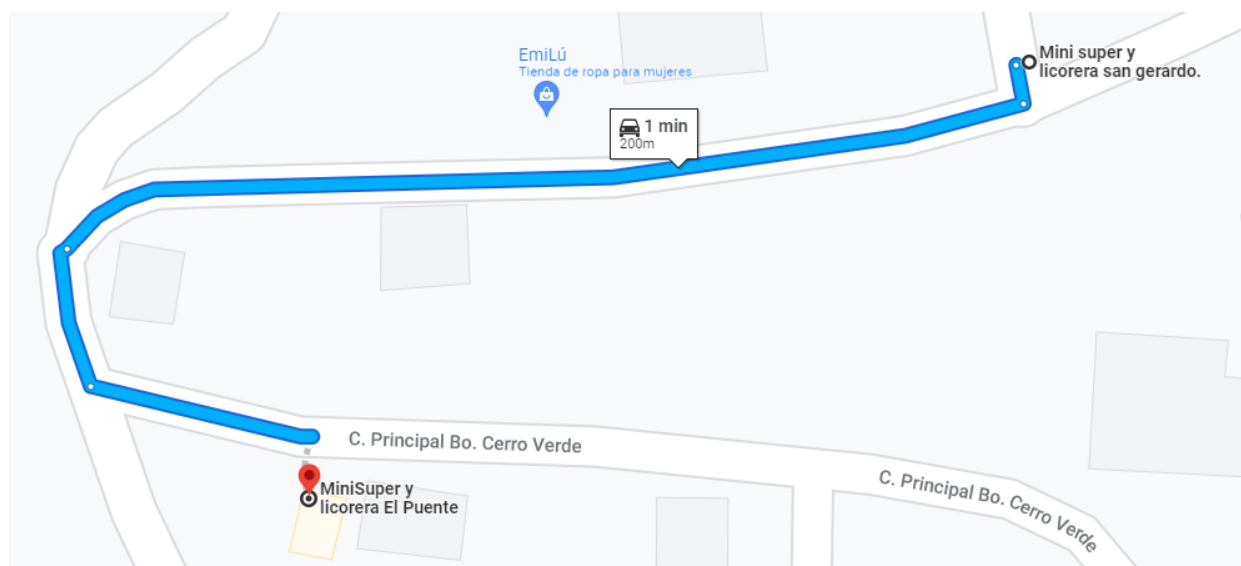 EmiLú
Tienda de ropa para mujeres
Mini super y
licorera san gerardo.
1 min
200m
C. Principal Bo. Cerro Verde
C. Principal Bo. Cerro Verde
MiniSuper y
licorera El Puente